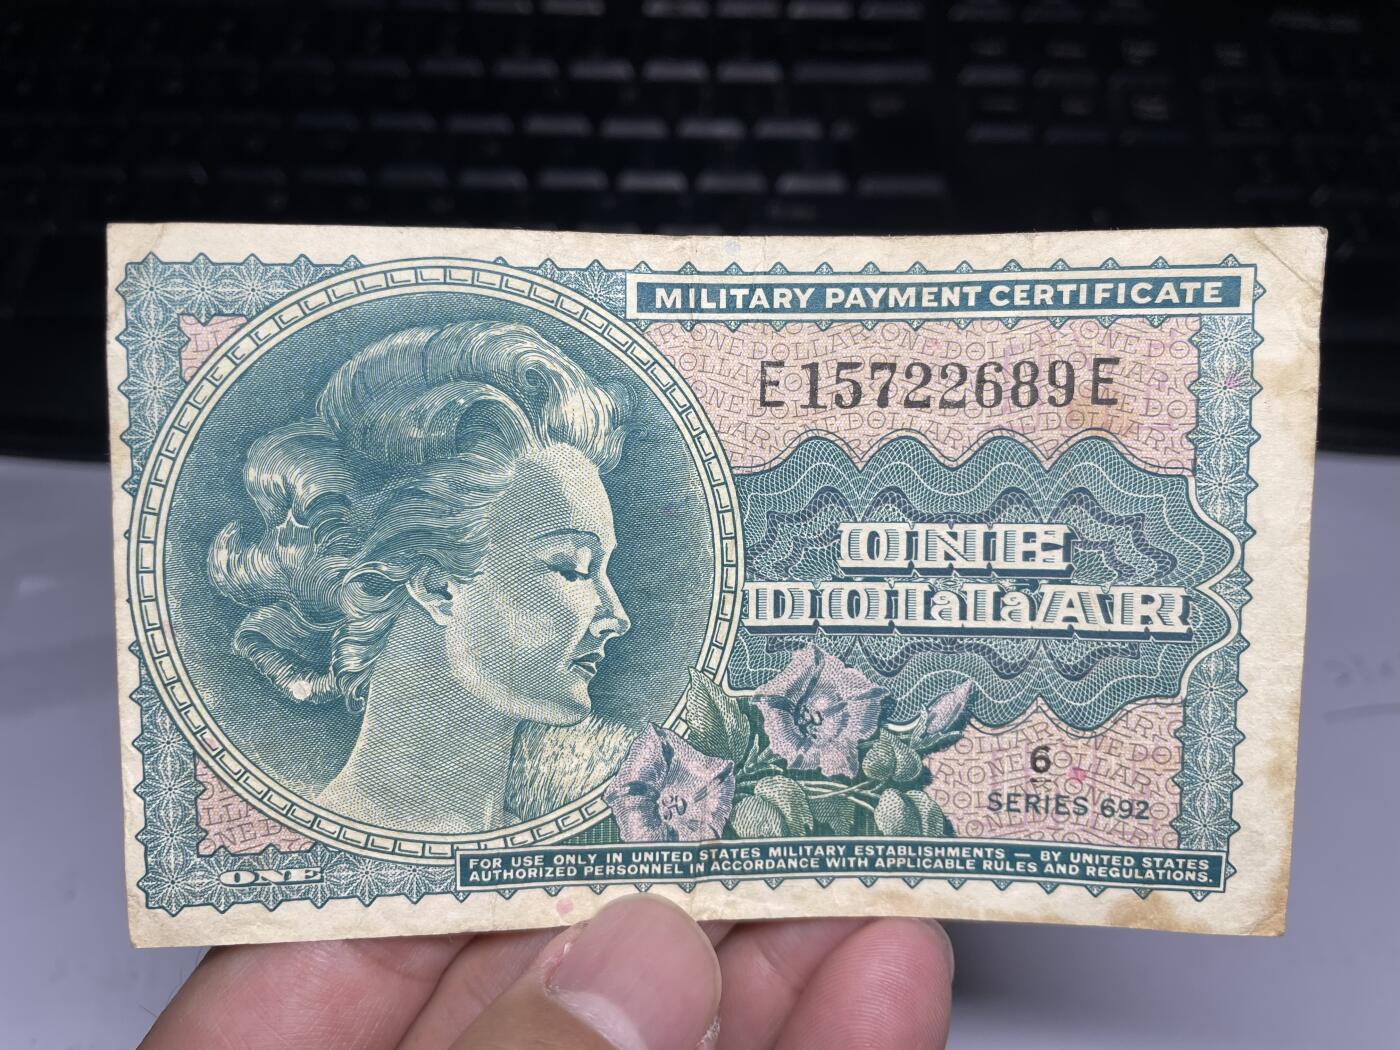 MILITARY PAYMENT CERTIFICATE
E15722689E
ONE
DOLLAR
6
SERIES 692
ONE
FOR USE ONLY IN UNITED STATES MILITARY ESTABLISHMENTS — BY UNITED STATES
AUTHORIZED PERSONNEL IN ACCORDANCE WITH APPLICABLE RULES AND REGULATIONS.